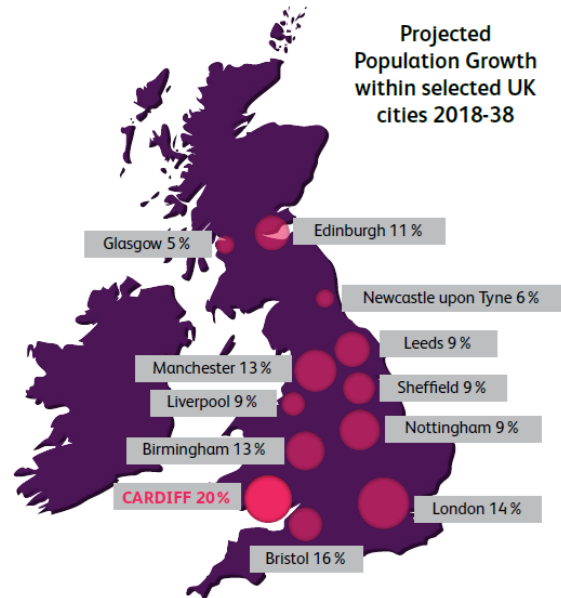 Projected
Population Growth
within selected UK
cities 2018-38
Edinburgh 11%
Glasgow 5%
Newcastle upon Tyne 6%
Leeds 9%
Manchester 13%
Sheffield 9%
Liverpool 9%
Nottingham 9%
Birmingham 13%
CARDIFF 20%
London 14%
Bristol 16%